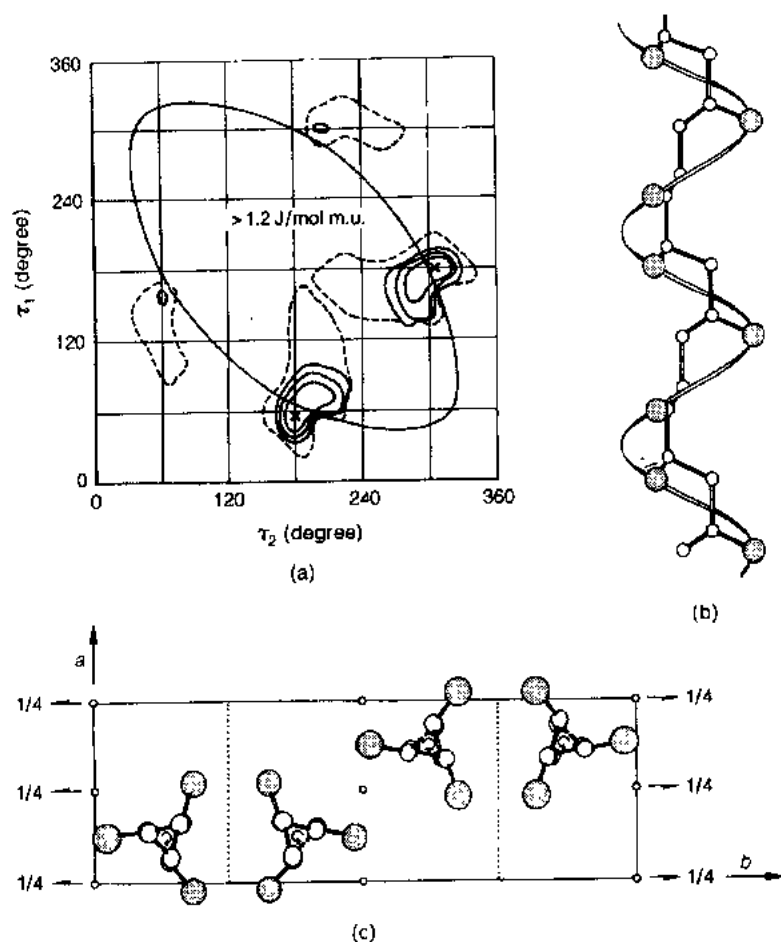 360
240
120
0
τ₁ (degree)
> 1.2 J/mol m.u.
0 120 240 360
τ₂ (degree)
(a)
(b)
a
1/4 1/4
1/4 1/4
1/4 1/4
b
(c)